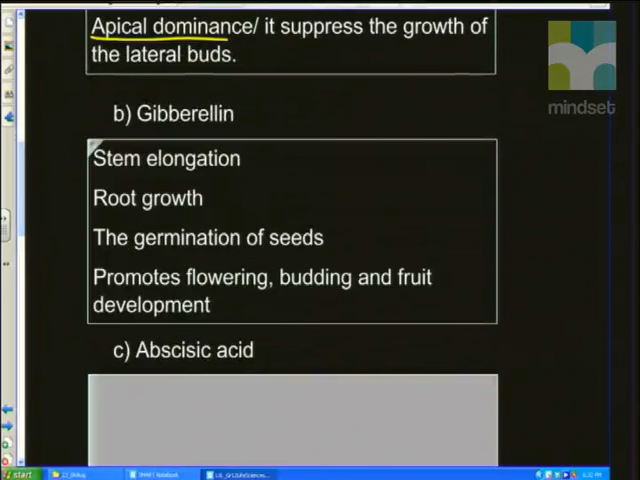 Apical dominance/ it suppress the growth of
the lateral buds.
mindset
b) Gibberellin
Stem elongation
Root growth
The germination of seeds
Promotes flowering, budding and fruit
development
c) Abscisic acid
start